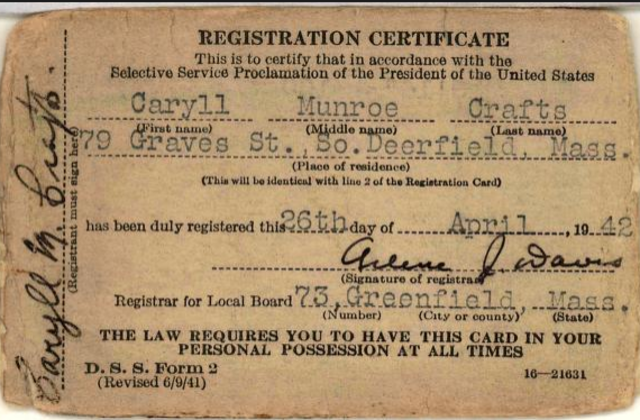 REGISTRATION CERTIFICATE
This is to certify that in accordance with the
Selective Service Proclamation of the President of the United States
Caryll Munroe Crafts
(First name) (Middle name) (Last name)
79 Graves St., So. Deerfield, Mass.
(Place of residence)
(This will be identical with line 2 of the Registration Card)
has been duly registered this 26th day of April, 1942
Arlene J. Davis
(Signature of registrar)
Registrar for Local Board 73, Greenfield, Mass.
(Number) (City or county) (State)
THE LAW REQUIRES YOU TO HAVE THIS CARD IN YOUR
PERSONAL POSSESSION AT ALL TIMES
D. S. S. Form 2
(Revised 6/9/41)
16—21631
Caryll M. Crafts.
(Registrant must sign here)